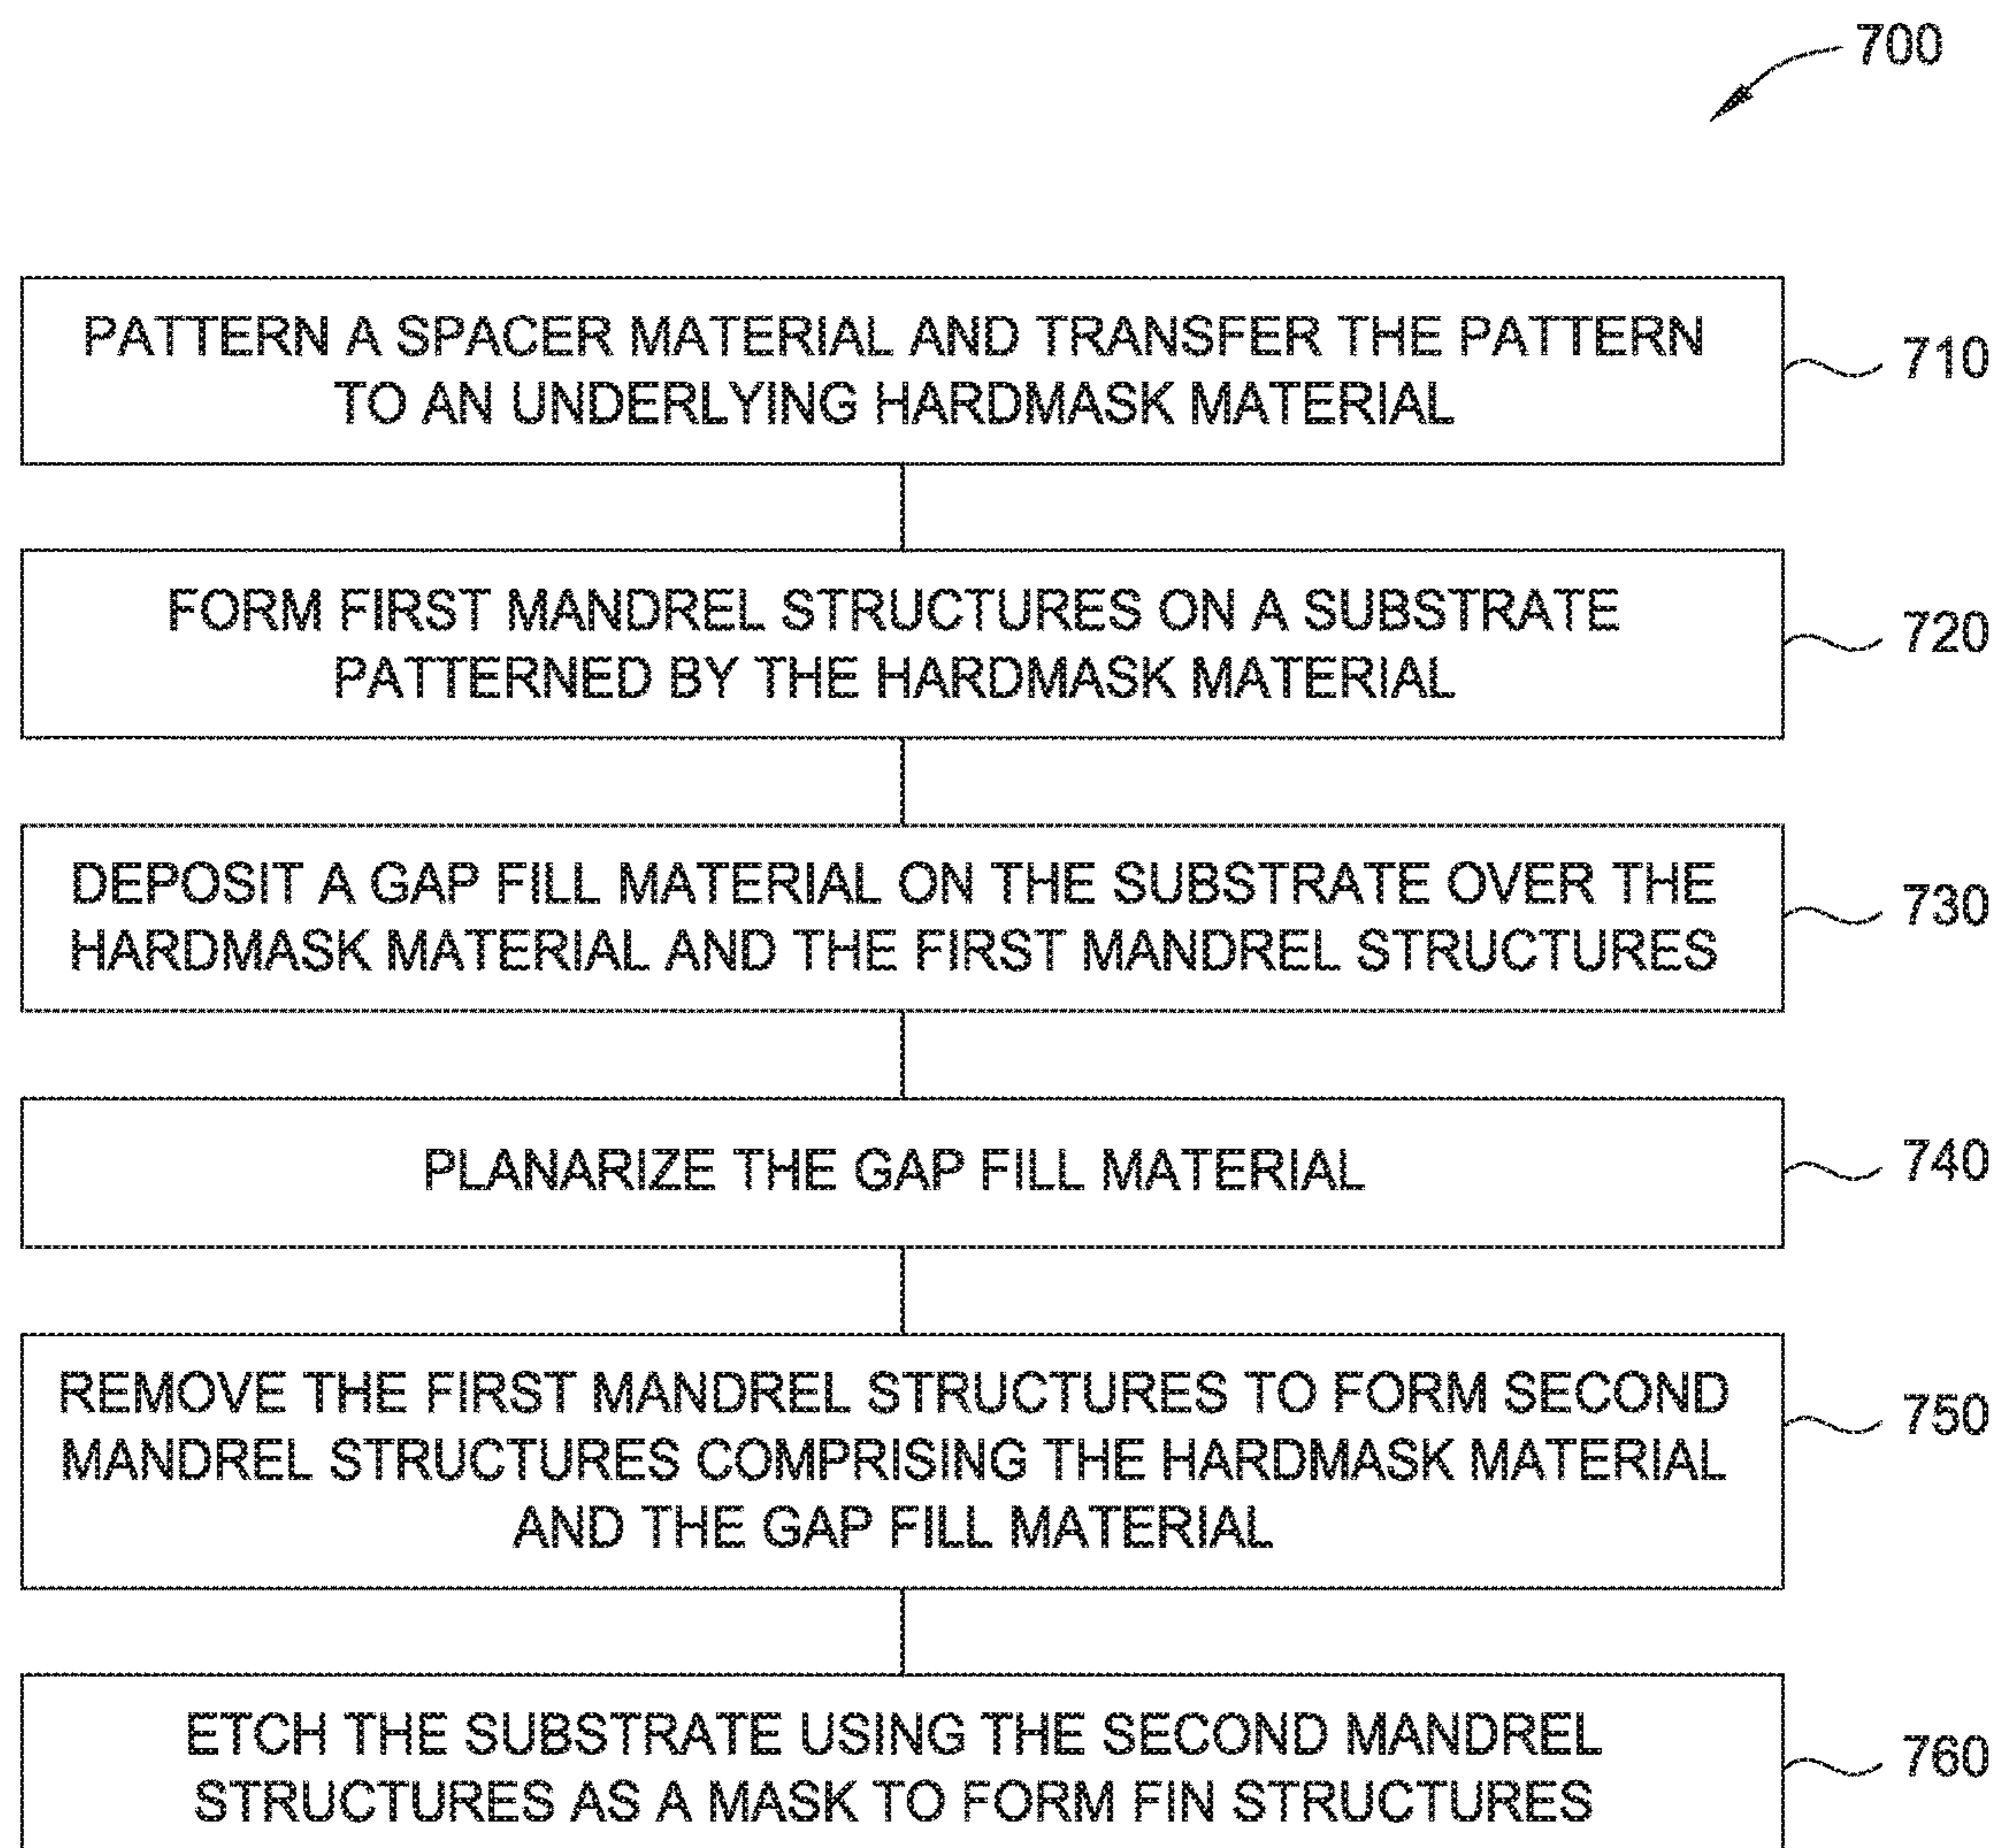 700
PATTERN A SPACER MATERIAL AND TRANSFER THE PATTERN
TO AN UNDERLYING HARDMASK MATERIAL
710
FORM FIRST MANDREL STRUCTURES ON A SUBSTRATE
PATTERNED BY THE HARDMASK MATERIAL
720
DEPOSIT A GAP FILL MATERIAL ON THE SUBSTRATE OVER THE
HARDMASK MATERIAL AND THE FIRST MANDREL STRUCTURES
730
PLANARIZE THE GAP FILL MATERIAL
740
REMOVE THE FIRST MANDREL STRUCTURES TO FORM SECOND
MANDREL STRUCTURES COMPRISING THE HARDMASK MATERIAL
AND THE GAP FILL MATERIAL
750
ETCH THE SUBSTRATE USING THE SECOND MANDREL
STRUCTURES AS A MASK TO FORM FIN STRUCTURES
760